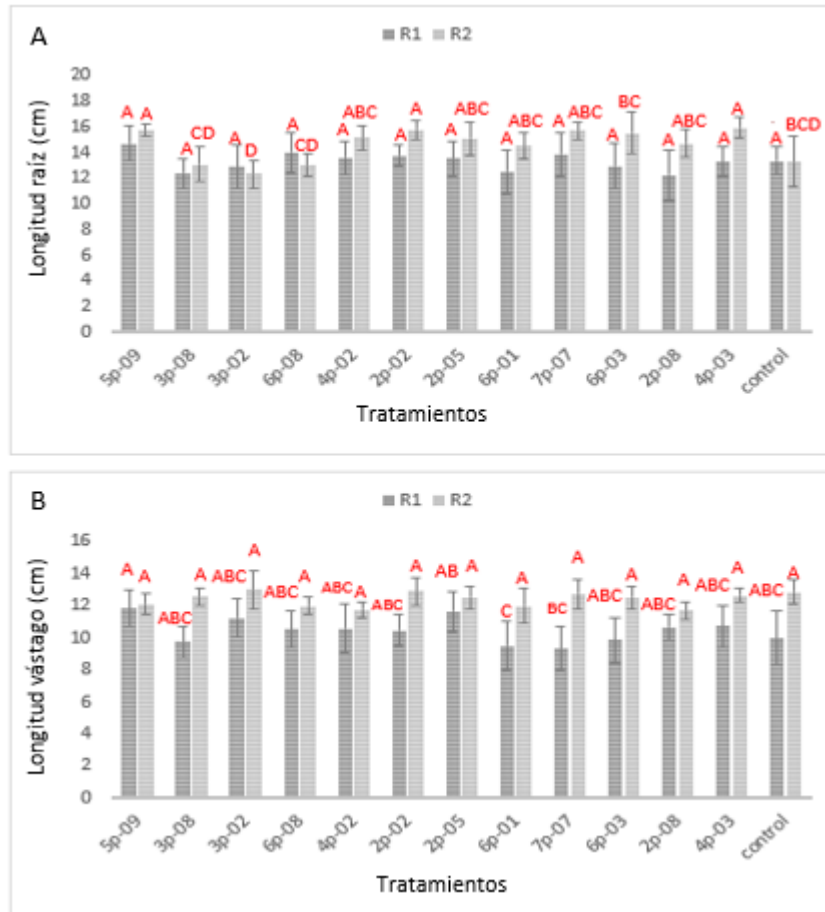 A
R1 R2
Longitud raíz (cm)
20
18
16
14
12
10
8
6
4
2
0
A A A CD A D A CD A ABC A A A ABC A ABC A ABC A BC A ABC A A A BCD
5p-09 3p-08 3p-02 6p-08 4p-02 2p-02 2p-05 6p-01 7p-07 6p-03 2p-08 4p-03 control
Tratamientos
B
R1 R2
Longitud vástago (cm)
16
14
12
10
8
6
4
2
0
A A ABC A ABC A ABC A ABC A ABC A AB A C A BC A ABC A ABC A ABC A ABC A
5p-09 3p-08 3p-02 6p-08 4p-02 2p-02 2p-05 6p-01 7p-07 6p-03 2p-08 4p-03 control
Tratamientos